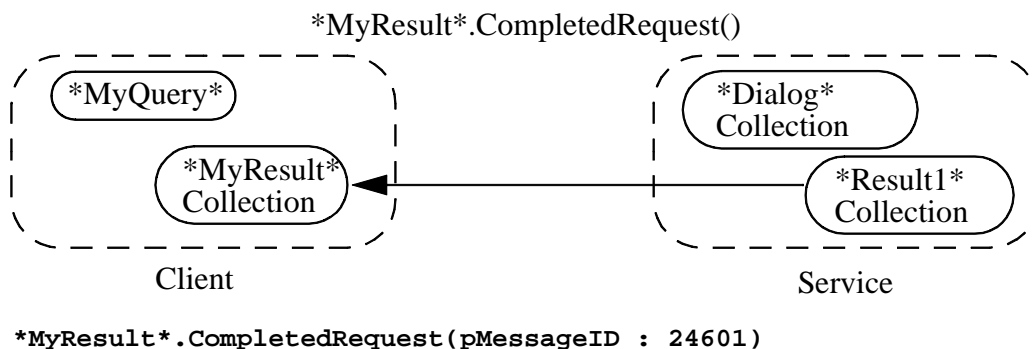 *MyResult*.CompletedRequest()
*MyQuery*
*MyResult*
Collection
*Dialog*
Collection
*Result1*
Collection
Client
Service
*MyResult*.CompletedRequest(pMessageID : 24601)